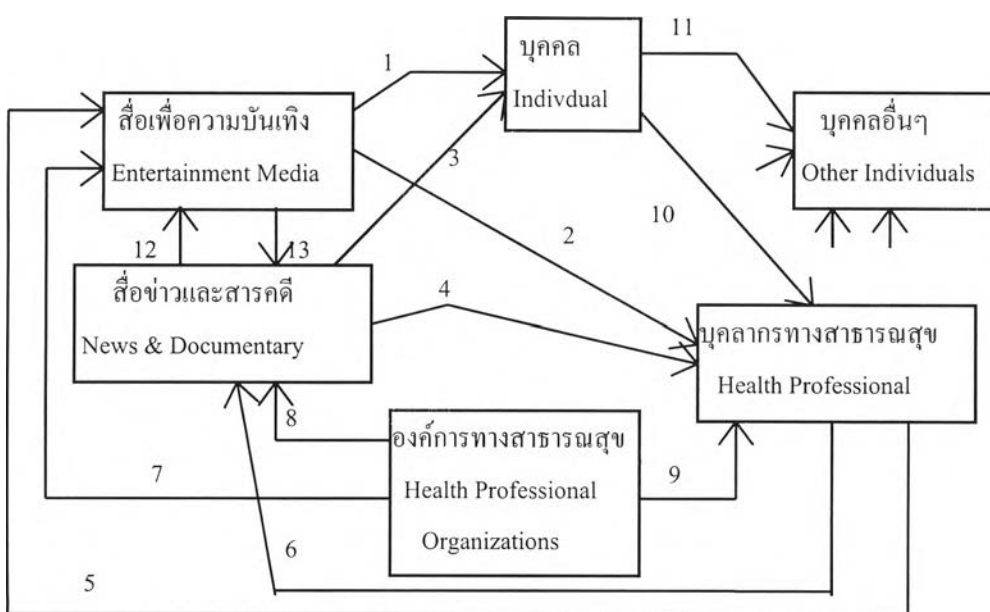 11
บุคคล
Indivdual
1
สื่อเพื่อความบันเทิง
Entertainment Media
บุคคลอื่นๆ
Other Individuals
3
10
2
12
13
สื่อข่าวและสารคดี
News & Documentary
4
บุคลากรทางสาธารณสุข
Health Professional
8
องค์การทางสาธารณสุข
Health Professional
Organizations
7
9
6
5